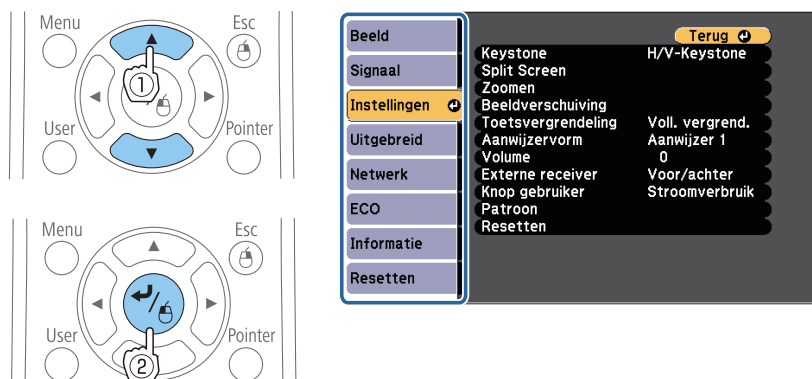 Menu
Esc
①
User
Pointer
Menu
Esc
User
Pointer
②
Beeld
Signaal
Instellingen
Uitgebreid
Netwerk
ECO
Informatie
Resetten
Terug
Keystone H/V-Keystone
Split Screen
Zoomen
Beeldverschuiving
Toetsvergrendeling Voll. vergrend.
Aanwijzervorm Aanwijzer 1
Volume 0
Externe receiver Voor/achter
Knop gebruiker Stroomverbruik
Patroon
Resetten